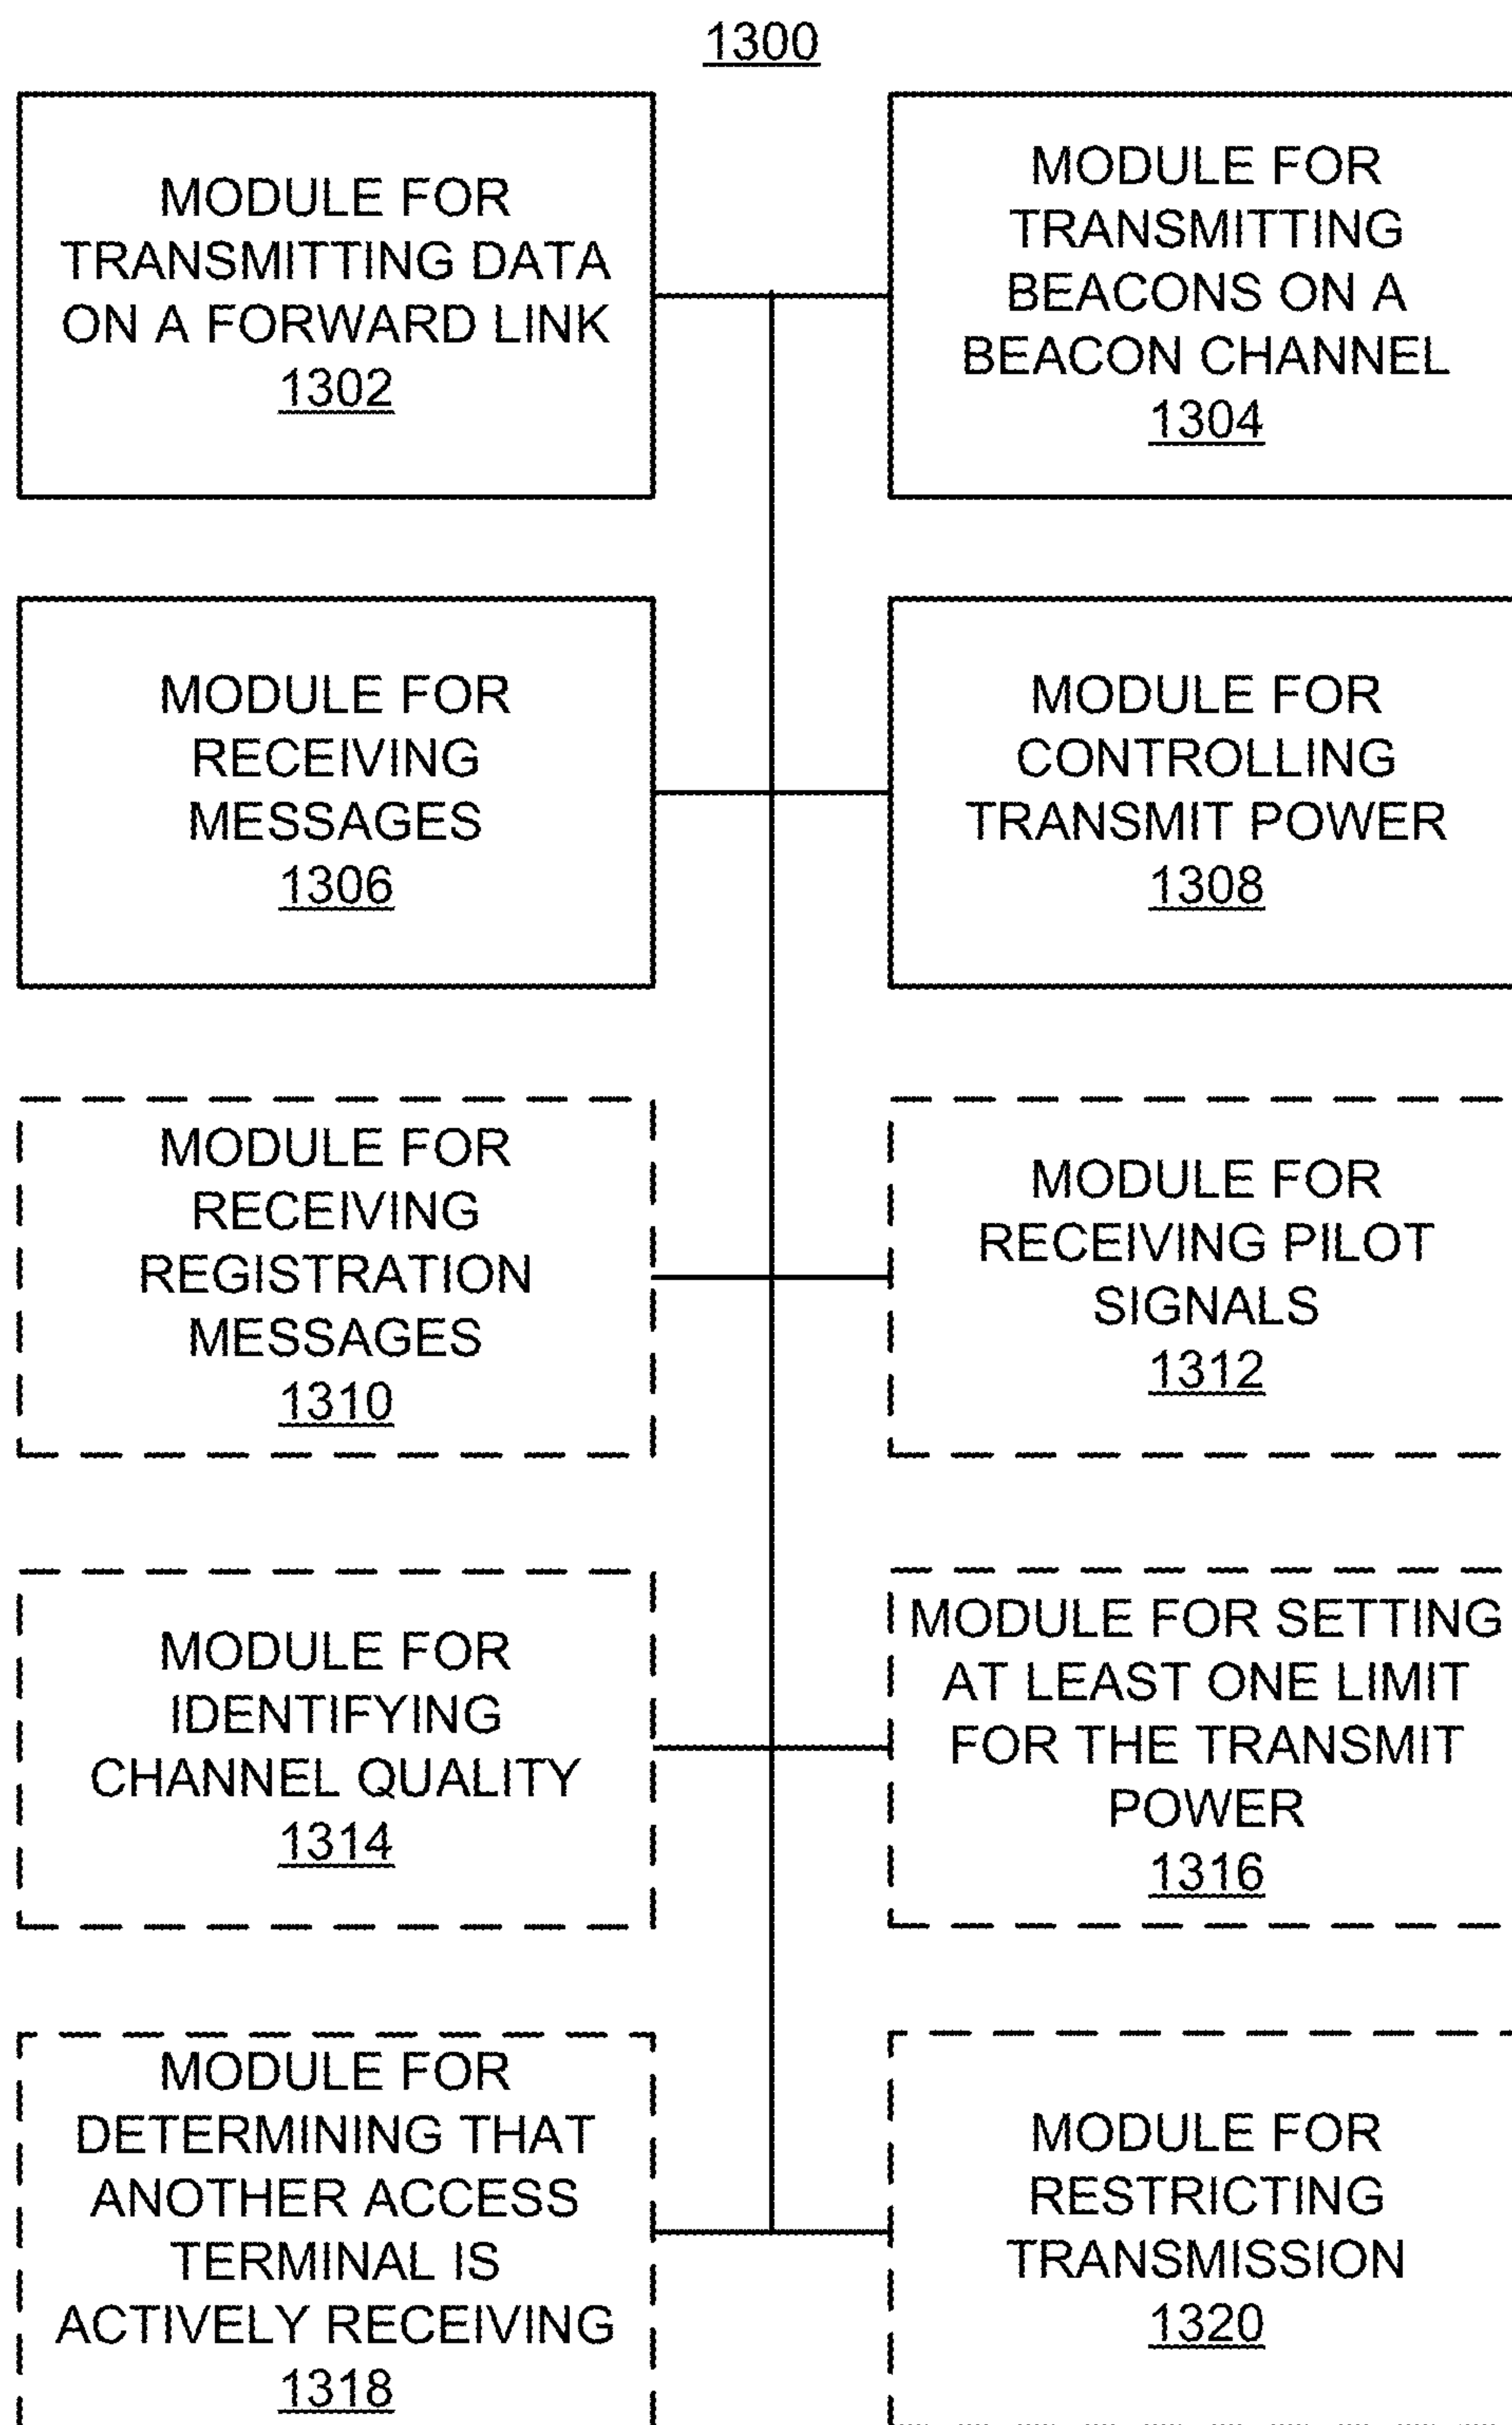 1300
MODULE FOR
TRANSMITTING DATA
ON A FORWARD LINK
1302
MODULE FOR
TRANSMITTING
BEACONS ON A
BEACON CHANNEL
1304
MODULE FOR
RECEIVING
MESSAGES
1306
MODULE FOR
CONTROLLING
TRANSMIT POWER
1308
MODULE FOR
RECEIVING
REGISTRATION
MESSAGES
1310
MODULE FOR
RECEIVING PILOT
SIGNALS
1312
MODULE FOR
IDENTIFYING
CHANNEL QUALITY
1314
MODULE FOR SETTING
AT LEAST ONE LIMIT
FOR THE TRANSMIT
POWER
1316
MODULE FOR
DETERMINING THAT
ANOTHER ACCESS
TERMINAL IS
ACTIVELY RECEIVING
1318
MODULE FOR
RESTRICTING
TRANSMISSION
1320